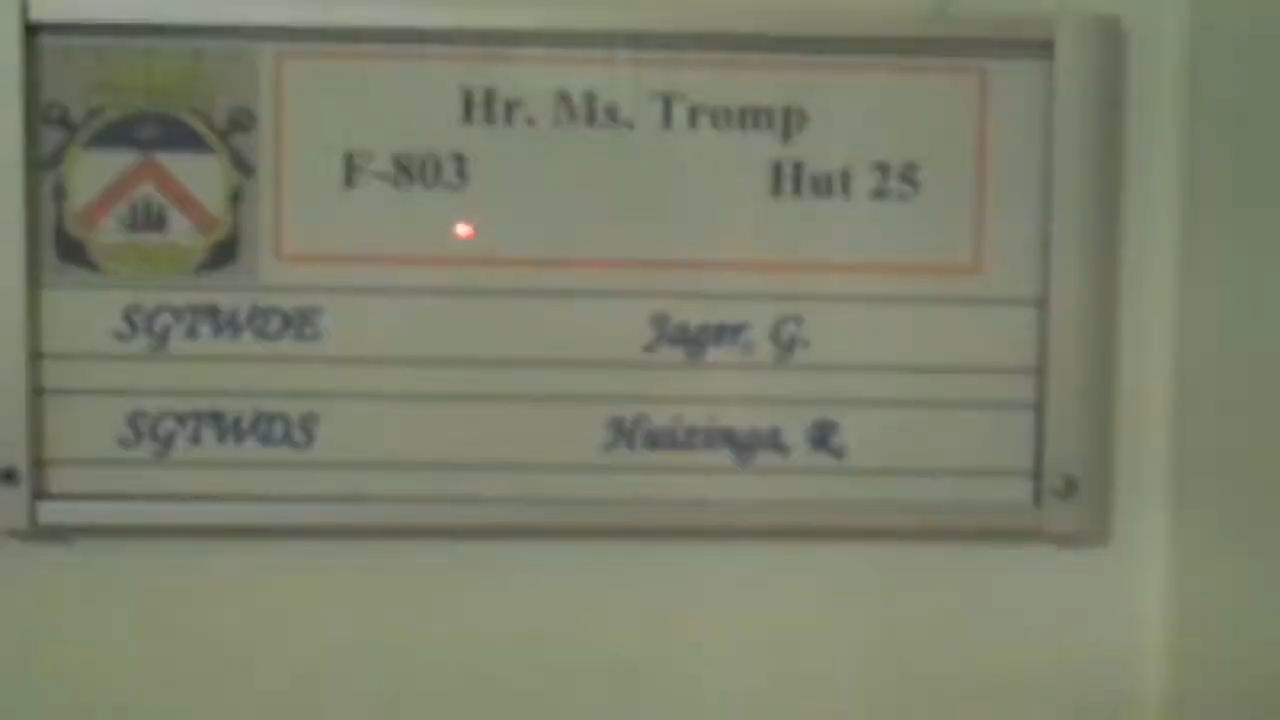 Hr. Ms. Tromp
F-803 Hut 25
SGTWDE Jager, G.
SGTWDS Huizinga, R.